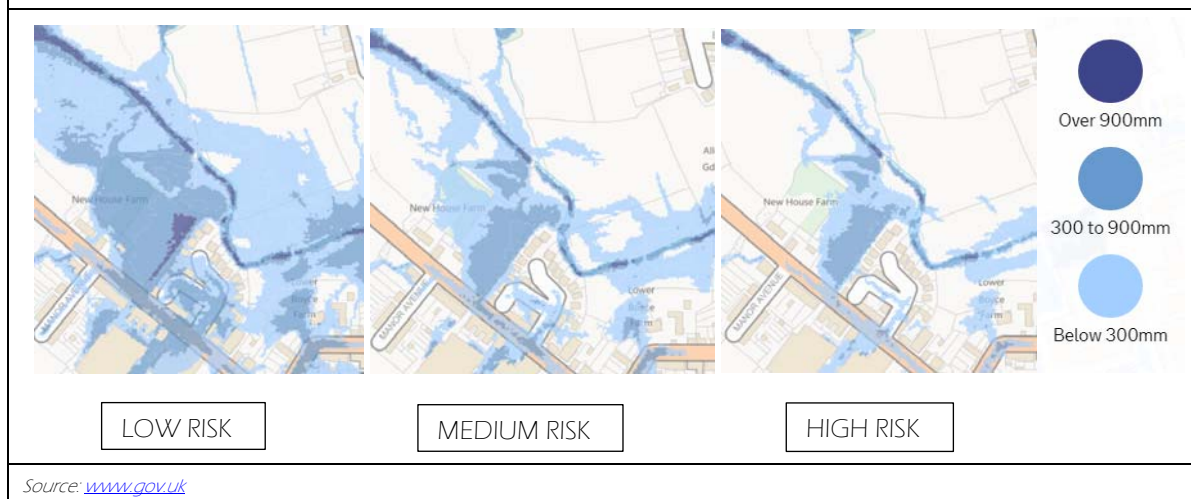 New House Farm
MANOR AVENUE
Lower
Farm
LOW RISK
New House Farm
MANOR AVENUE
Lower
Farm
MEDIUM RISK
New House Farm
MANOR AVENUE
Lower
Boyce
Farm
HIGH RISK
Over 900mm
300 to 900mm
Below 300mm
Source: www.gov.uk